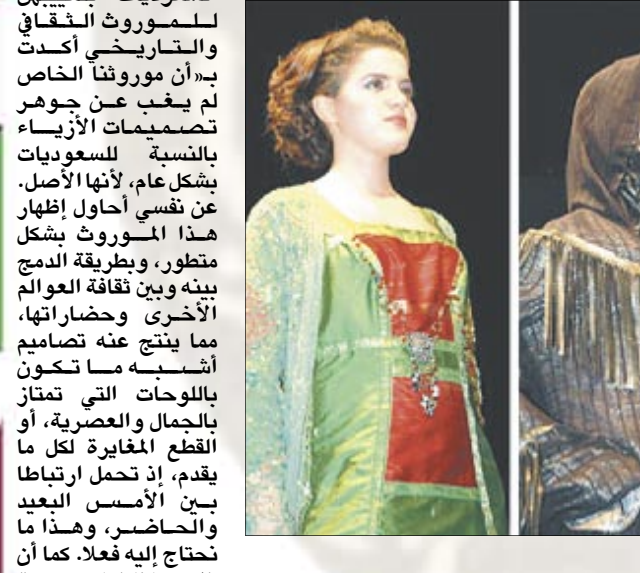 للموروث الثقافي
والتاريخي أكدت
بـ«أن موروثنا الخاص
لم يغب عن جوهر
تصميمات الأزياء
بالنسبة للسعوديات
بشكل عام، لأنها الأصل.
عن نفسي أحاول إظهار
هذا الموروث بشكل
متطور، وبطريقة الدمج
بينه وبين ثقافة العوالم
الأخرى وحضاراتها،
مما ينتج عنه تصاميم
أشبه ما تكون
باللوحات التي تمتاز
بالجمال والعصرية، أو
القطع المغايرة لكل ما
يقدم، إذ تحمل ارتباطا
بين الأمس البعيد
والحاضر، وهذا ما
نحتاج إليه فعلا. كما أن